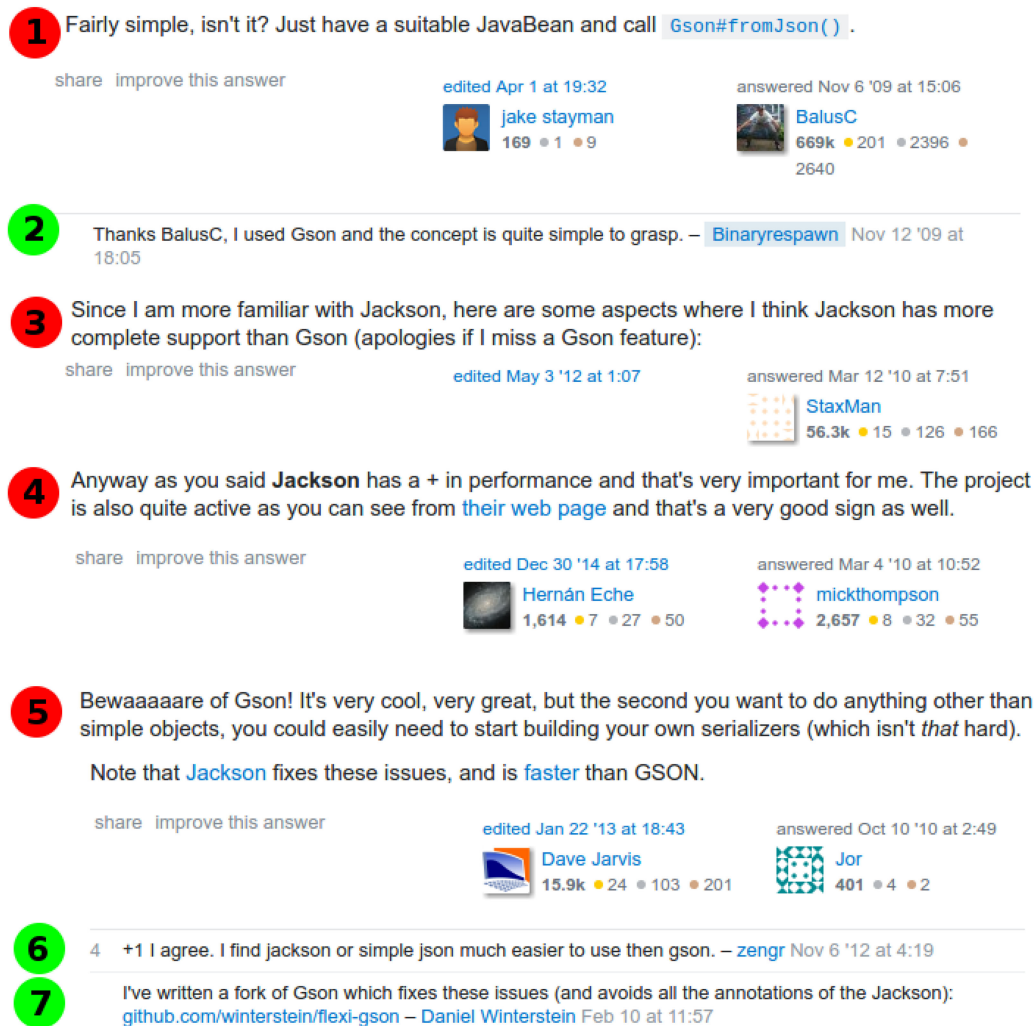 1 Fairly simple, isn't it? Just have a suitable JavaBean and call Gson#fromJson() .
share improve this answer
edited Apr 1 at 19:32
answered Nov 6 '09 at 15:06
jake stayman
BalusC
169 ●1 ●9
669k ●201 ●2396 ●
2640
2 Thanks BalusC, I used Gson and the concept is quite simple to grasp. – Binaryrespawn Nov 12 '09 at
18:05
3 Since I am more familiar with Jackson, here are some aspects where I think Jackson has more
complete support than Gson (apologies if I miss a Gson feature):
share improve this answer
edited May 3 '12 at 1:07
answered Mar 12 '10 at 7:51
StaxMan
56.3k ●15 ●126 ●166
4 Anyway as you said Jackson has a + in performance and that's very important for me. The project
is also quite active as you can see from their web page and that's a very good sign as well.
share improve this answer
edited Dec 30 '14 at 17:58
answered Mar 4 '10 at 10:52
Hernán Eche
mickthompson
1,614 ●7 ●27 ●50
2,657 ●8 ●32 ●55
5 Bewaaaaare of Gson! It's very cool, very great, but the second you want to do anything other than
simple objects, you could easily need to start building your own serializers (which isn't that hard).
Note that Jackson fixes these issues, and is faster than GSON.
share improve this answer
edited Jan 22 '13 at 18:43
answered Oct 10 '10 at 2:49
Dave Jarvis
Jor
15.9k ●24 ●103 ●201
401 ●4 ●2
6 4 +1 I agree. I find jackson or simple json much easier to use then gson. – zengr Nov 6 '12 at 4:19
7 I've written a fork of Gson which fixes these issues (and avoids all the annotations of the Jackson):
github.com/winterstein/flexi-gson – Daniel Winterstein Feb 10 at 11:57